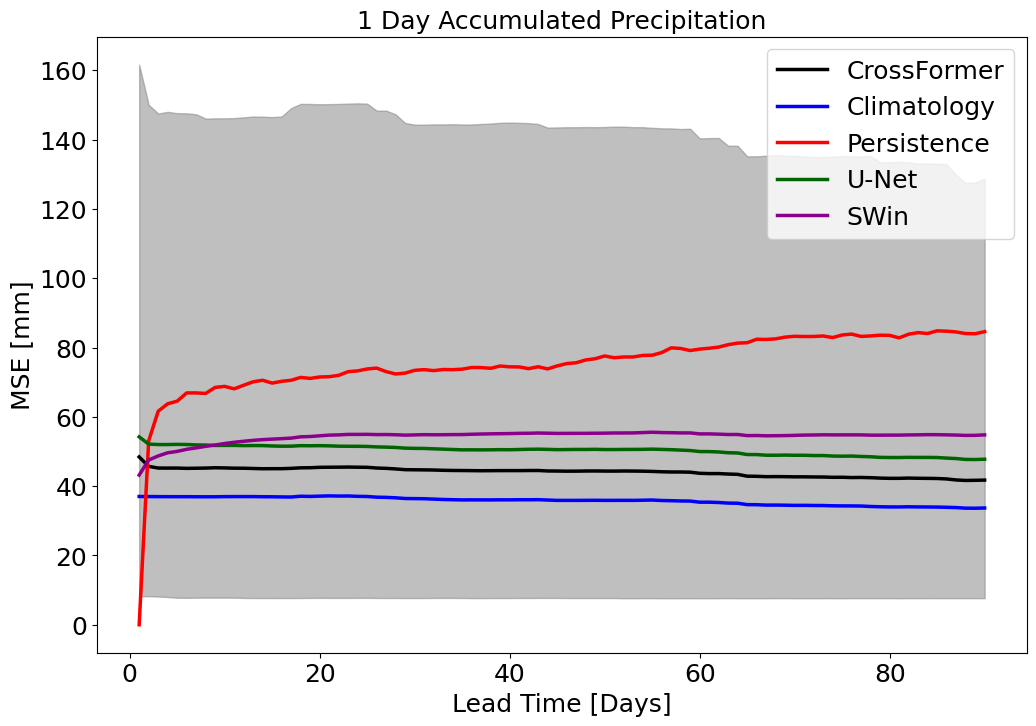 1 Day Accumulated Precipitation
160
140
120
100
80
60
40
20
0
MSE [mm]
CrossFormer
Climatology
Persistence
U-Net
SWin
0 20 40 60 80
Lead Time [Days]